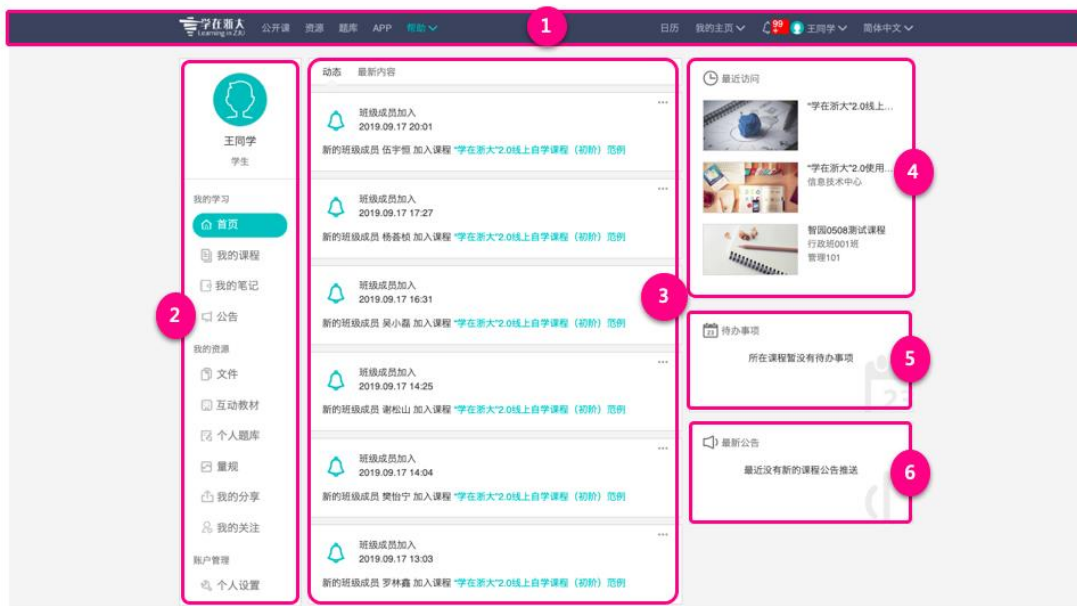 学在浙大
Learning in ZJU
公开课 资源 题库 APP 帮助
1
日历 我的主页 99+ 王同学 简体中文
王同学
学生
我的学习
首页
我的课程
我的笔记
2
公告
我的资源
文件
互动教材
个人题库
量规
我的分享
我的关注
账户管理
个人设置
动态 最新内容
班级成员加入
2019.09.17 20:01
新的班级成员 伍宇恒 加入课程 "学在浙大"2.0线上自学课程（初阶）范例
班级成员加入
2019.09.17 17:27
新的班级成员 杨荟桢 加入课程 "学在浙大"2.0线上自学课程（初阶）范例
3
班级成员加入
2019.09.17 16:31
新的班级成员 吴小磊 加入课程 "学在浙大"2.0线上自学课程（初阶）范例
班级成员加入
2019.09.17 14:25
新的班级成员 谢松山 加入课程 "学在浙大"2.0线上自学课程（初阶）范例
班级成员加入
2019.09.17 14:04
新的班级成员 樊怡宁 加入课程 "学在浙大"2.0线上自学课程（初阶）范例
班级成员加入
2019.09.17 13:03
新的班级成员 罗林鑫 加入课程 "学在浙大"2.0线上自学课程（初阶）范例
最近访问
"学在浙大"2.0线上...
"学在浙大"2.0使用...
信息技术中心
4
智园0508测试课程
行政班001班
管理101
23
待办事项
所在课程暂没有待办事项
5
23
最新公告
最近没有新的课程公告推送
6